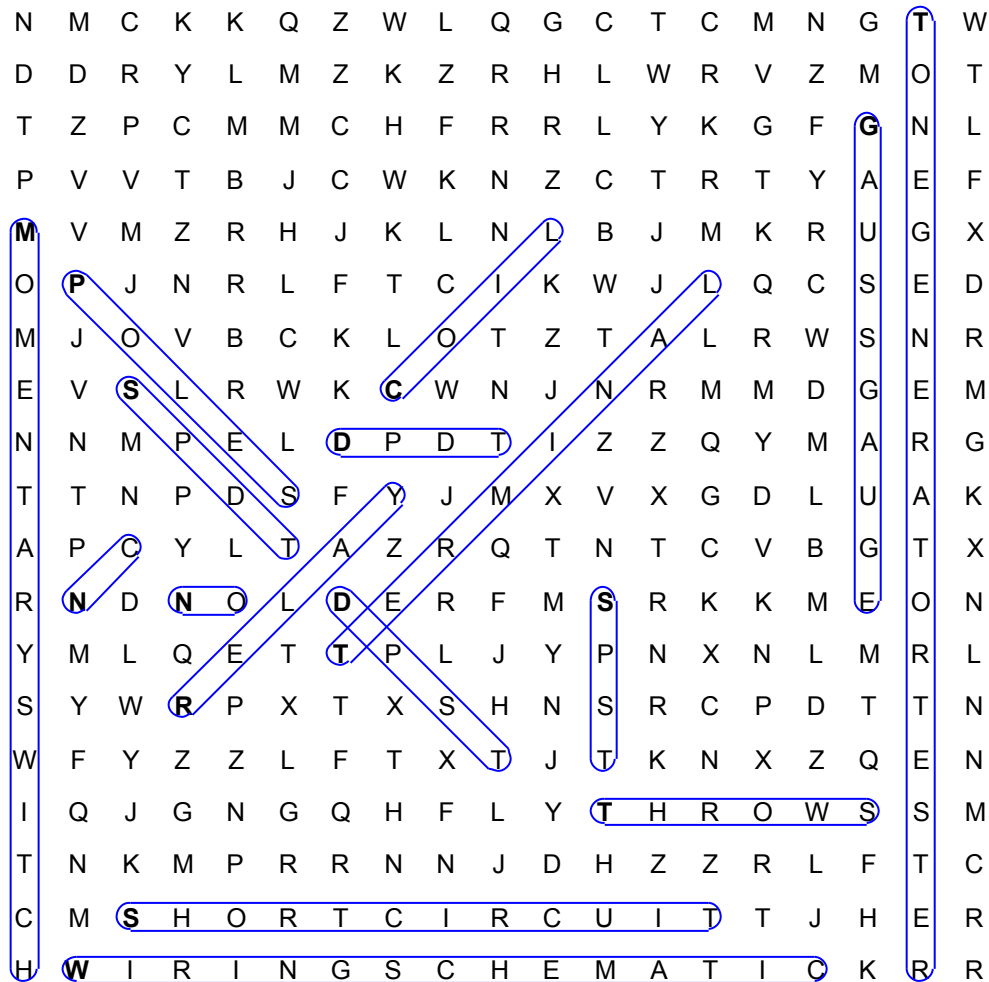 N M C K K Q Z W L Q G C T C M N G T W
D D R Y L M Z K Z R H L W R V Z M O T
T Z P C M M C H F R R L Y K G F G N L
P V V T B J C W K N Z C T R T Y A E F
M V M Z R H J K L N L B J M K R U G X
O P J N R L F T C I K W J L Q C S E D
M J O V B C K L O T Z T A L R W S N R
E V S L R W K C W N J N R M M D G E M
N N M P E L D P D T I Z Z Q Y M A R G
T T N P D S F Y J M X V X G D L U A K
A P C Y L T A Z R Q T N T C V B G T X
R N D N O L D E R F M S R K K M E O N
Y M L Q E T T P L J Y P N X N L M R L
S Y W R P X T X S H N S R C P D T T N
W F Y Z Z L F T X T J T K N X Z Q E N
I Q J G N G Q H F L Y T H R O W S S M
T N K M P R R N N J D H Z Z R L F T C
C M S H O R T C I R C U I T T J H E R
H W I R I N G S C H E M A T I C K R R